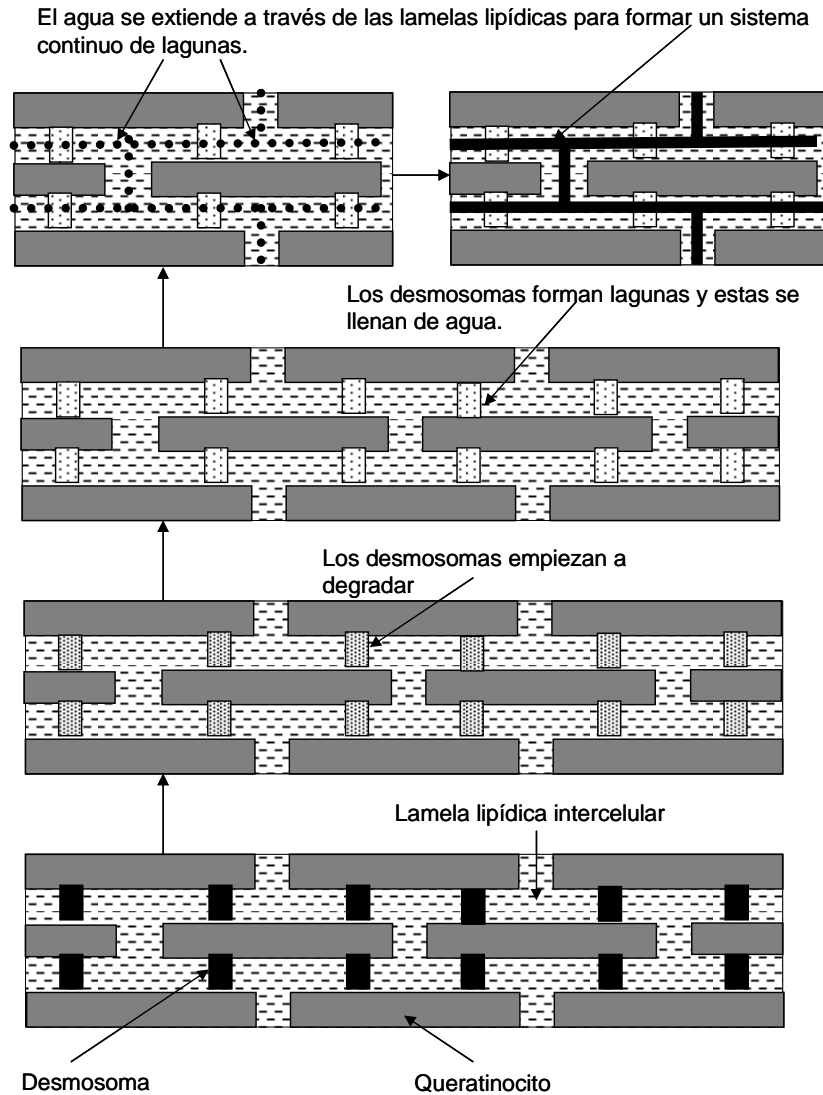 El agua se extiende a través de las lamelas lipídicas para formar un sistema
continuo de lagunas.
Los desmosomas forman lagunas y estas se
llenan de agua.
Los desmosomas empiezan a
degradar
Lamela lipídica intercelular
Desmosoma
Queratinocito